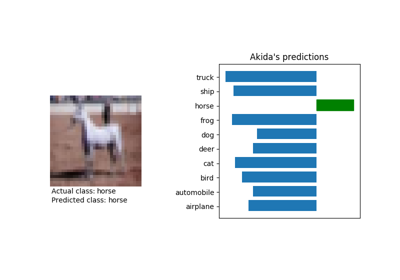 Akida's predictions
truck
ship
horse
frog
dog
deer
cat
bird
automobile
airplane
Actual class: horse
Predicted class: horse